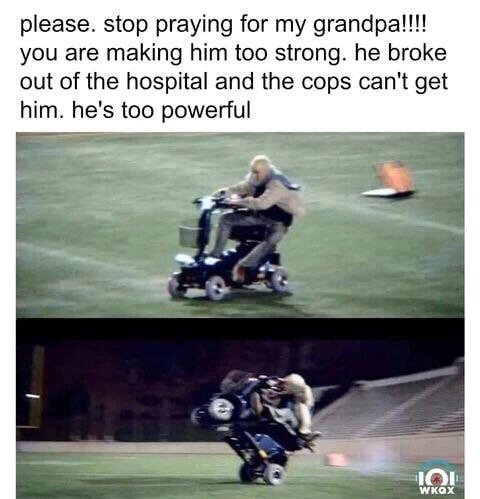 please. stop praying for my grandpa!!!!
you are making him too strong. he broke
out of the hospital and the cops can't get
him. he's too powerful
101
WKQX